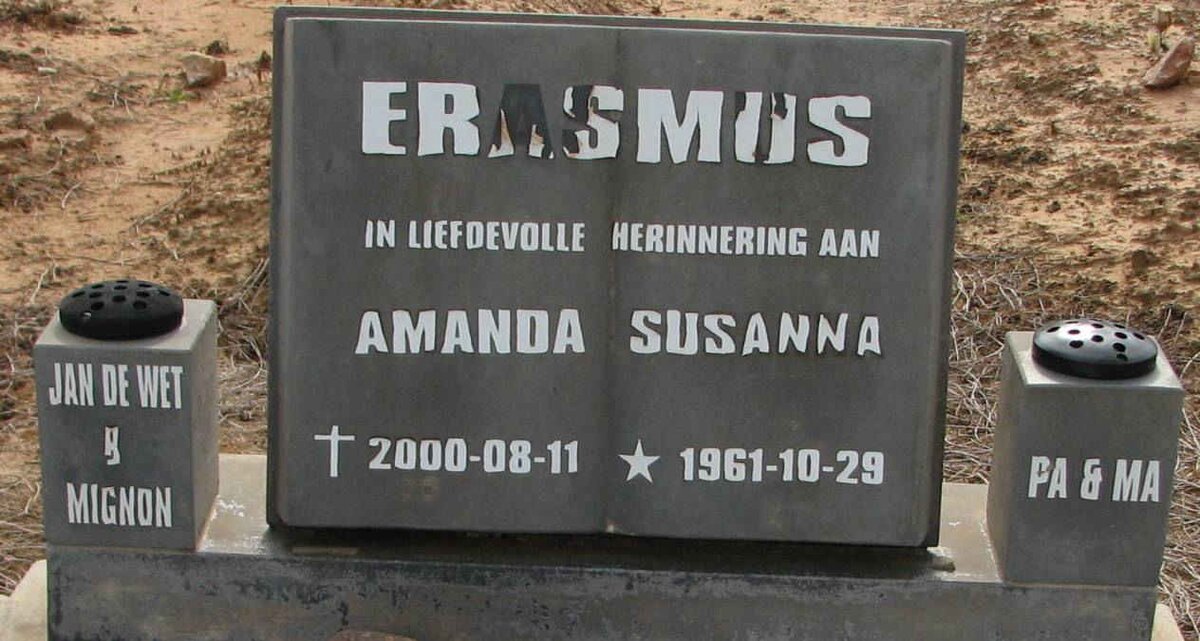 ERASMUS
IN LIEFDEVOLLE HERINNERING AAN
AMANDA SUSANNA
† 2000-08-11 ★ 1961-10-29
JAN DE WET
&
MIGNON
PA & MA